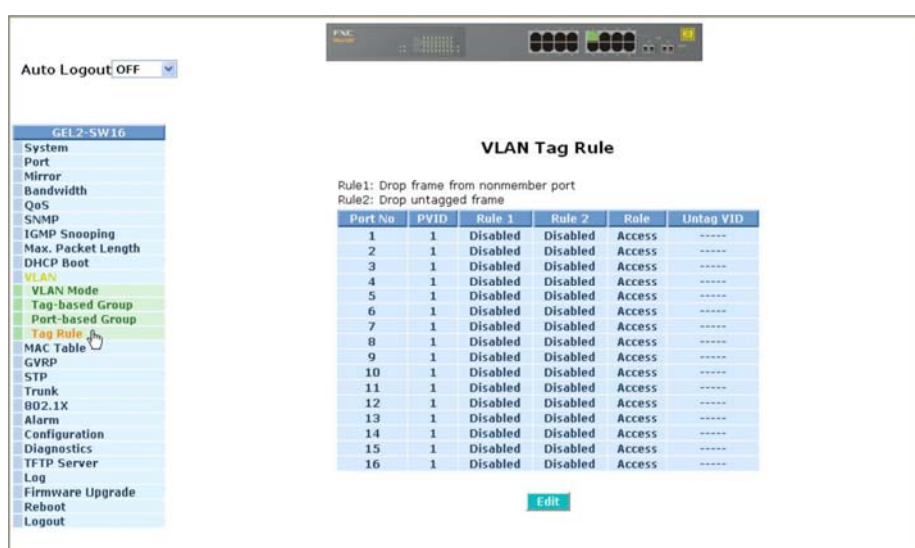 FXC
Auto Logout OFF
GEL2-SW16
System
Port
Mirror
Bandwidth
QoS
SNMP
IGMP Snooping
Max. Packet Length
DHCP Boot
VLAN
VLAN Mode
Tag-based Group
Port-based Group
Tag Rule
MAC Table
GVRP
STP
Trunk
802.1X
Alarm
Configuration
Diagnostics
TFTP Server
Log
Firmware Upgrade
Reboot
Logout
VLAN Tag Rule
Rule1: Drop frame from nonmember port
Rule2: Drop untagged frame
Port No PVID Rule 1 Rule 2 Role Untag VID
1 1 Disabled Disabled Access -----
2 1 Disabled Disabled Access -----
3 1 Disabled Disabled Access -----
4 1 Disabled Disabled Access -----
5 1 Disabled Disabled Access -----
6 1 Disabled Disabled Access -----
7 1 Disabled Disabled Access -----
8 1 Disabled Disabled Access -----
9 1 Disabled Disabled Access -----
10 1 Disabled Disabled Access -----
11 1 Disabled Disabled Access -----
12 1 Disabled Disabled Access -----
13 1 Disabled Disabled Access -----
14 1 Disabled Disabled Access -----
15 1 Disabled Disabled Access -----
16 1 Disabled Disabled Access -----
Edit